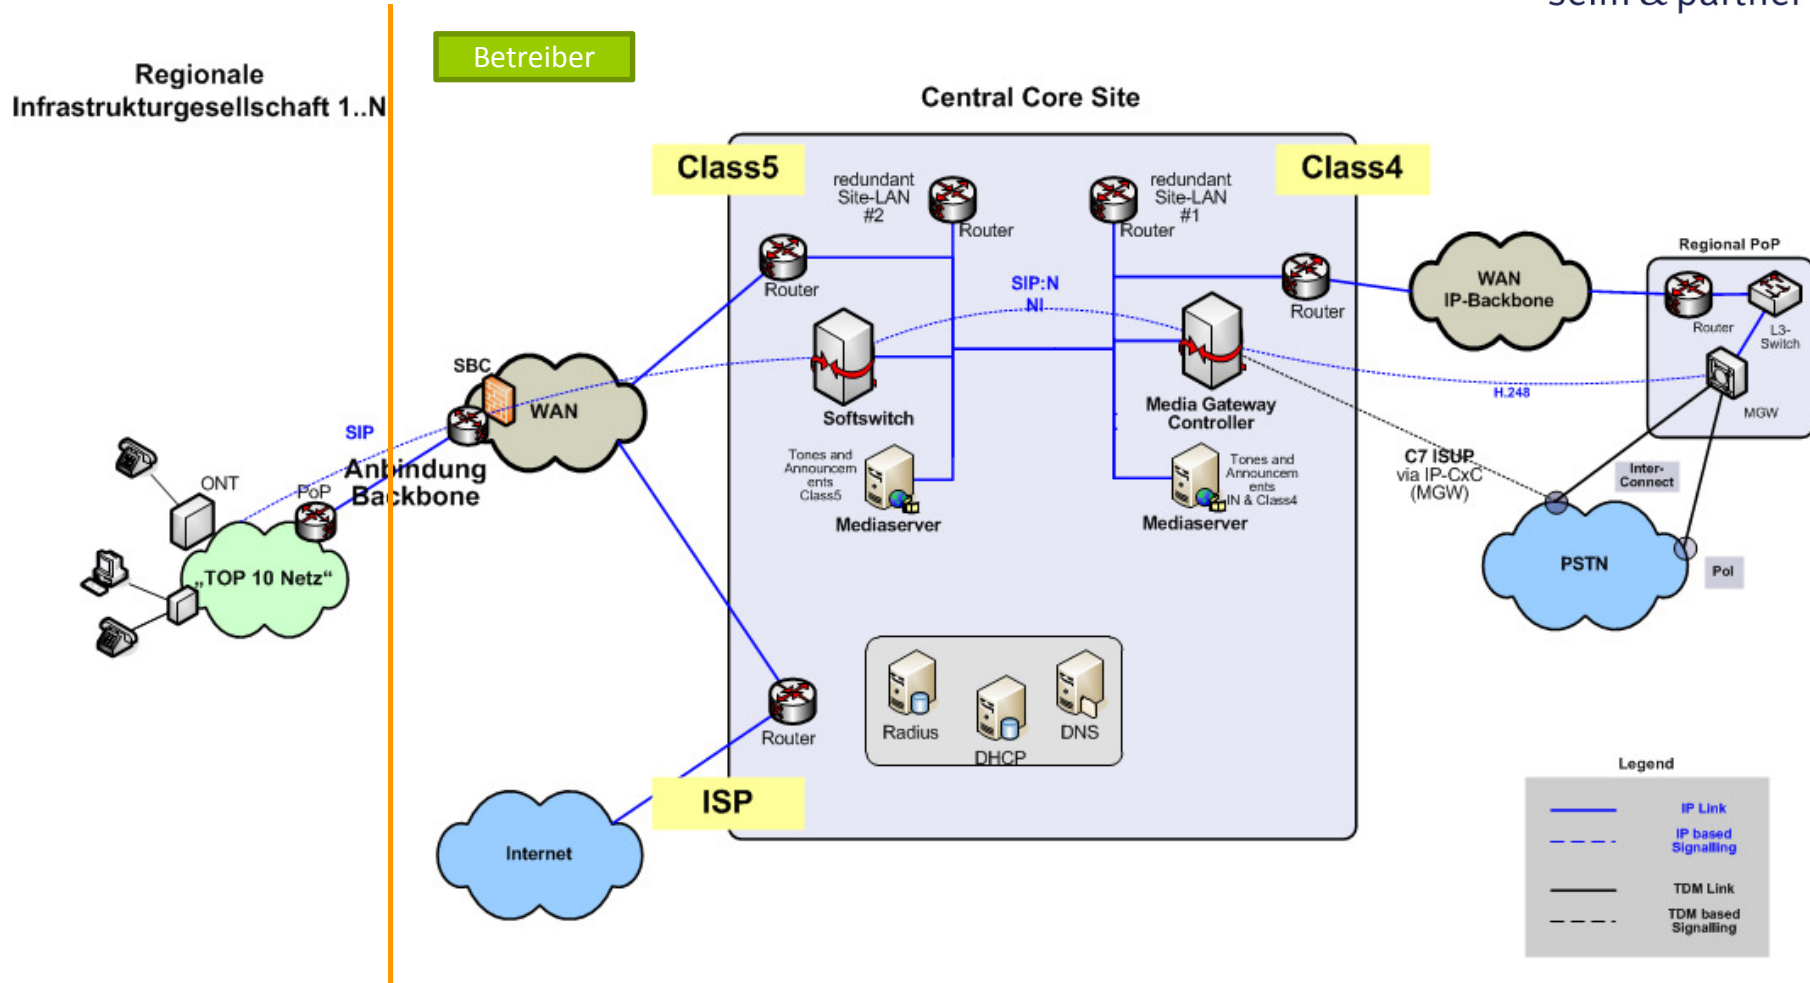 seim & partner
Betreiber
Regionale
Infrastrukturgesellschaft 1..N
Central Core Site
Class5
Class4
redundant
Site-LAN
#2
Router
redundant
Site-LAN
#1
Router
Router
Router
SIP:N
NI
WAN
IP-Backbone
Regional PoP
Router
L3-
Switch
MGW
H.248
SBC
WAN
Softswitch
Media Gateway
Controller
SIP
Anbindung
Backbone
ONT
PoP
„TOP 10 Netz“
Tones and
Announcem
ents
Class5
Mediaserver
Tones and
Announcem
ents
IN & Class4
Mediaserver
C7 ISUP
via IP-CxC
(MGW)
Inter-
Connect
PSTN
PoI
Radius
DHCP
DNS
Router
ISP
Internet
Legend
IP Link
IP based
Signalling
TDM Link
TDM based
Signalling